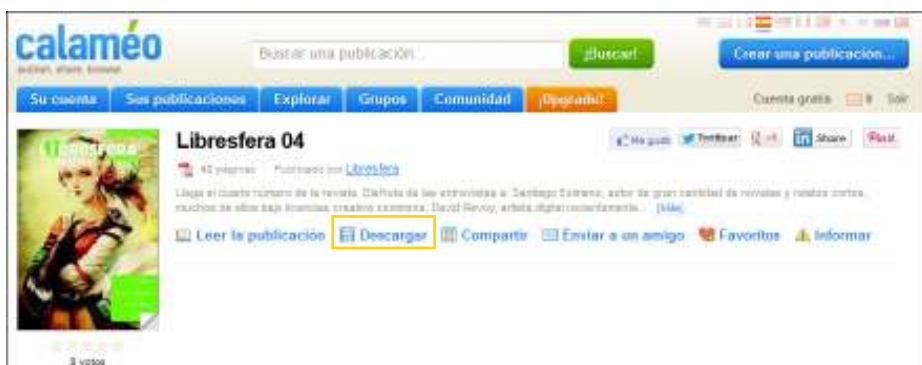 calaméo
Buscar una publicación...
¡Buscar!
Crear una publicación...
Su cuenta
Sus publicaciones
Explorar
Grupos
Comunidad
¡Upgrade!
Cuenta gratis
0
Salir
Libresfera 04
Me gusta
Twittear
+1
Share
Pin it
42 páginas
Publicado por Libresfera
Llega el cuarto número de la revista. Disfruta de las entrevistas a Santiago Eximeno, autor de gran cantidad de novelas y relatos cortos,
muchos de ellos bajo licencias creative commons, David Revoy, artista digital recientemente... [Más]
Leer la publicación
Descargar
Compartir
Enviar a un amigo
Favoritos
Informar
3 votos